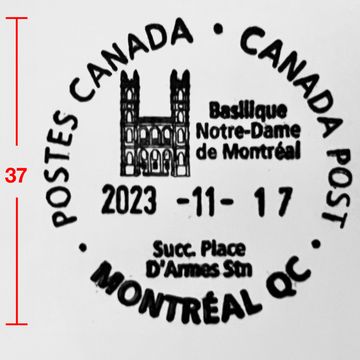 POSTES CANADA • CANADA POST
Basilique
Notre-Dame
de Montréal
37
2023 -11- 17
Succ. Place
D'Armes Stn
• MONTRÉAL QC •